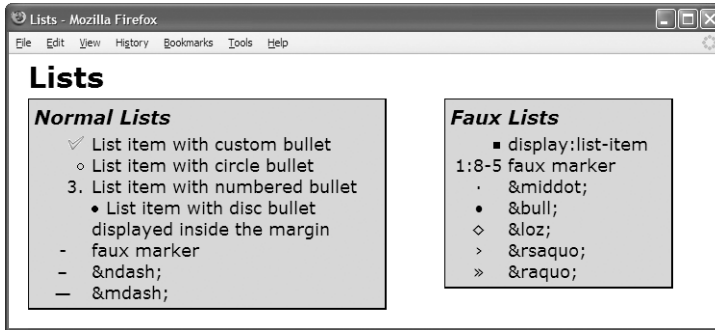 Lists - Mozilla Firefox
File Edit View History Bookmarks Tools Help
Lists
Normal Lists
List item with custom bullet
○ List item with circle bullet
3. List item with numbered bullet
• List item with disc bullet
displayed inside the margin
- faux marker
– &ndash;
— &mdash;
Faux Lists
▪ display:list-item
1:8-5 faux marker
· &middot;
• &bull;
◊ &loz;
› &rsaquo;
» &raquo;